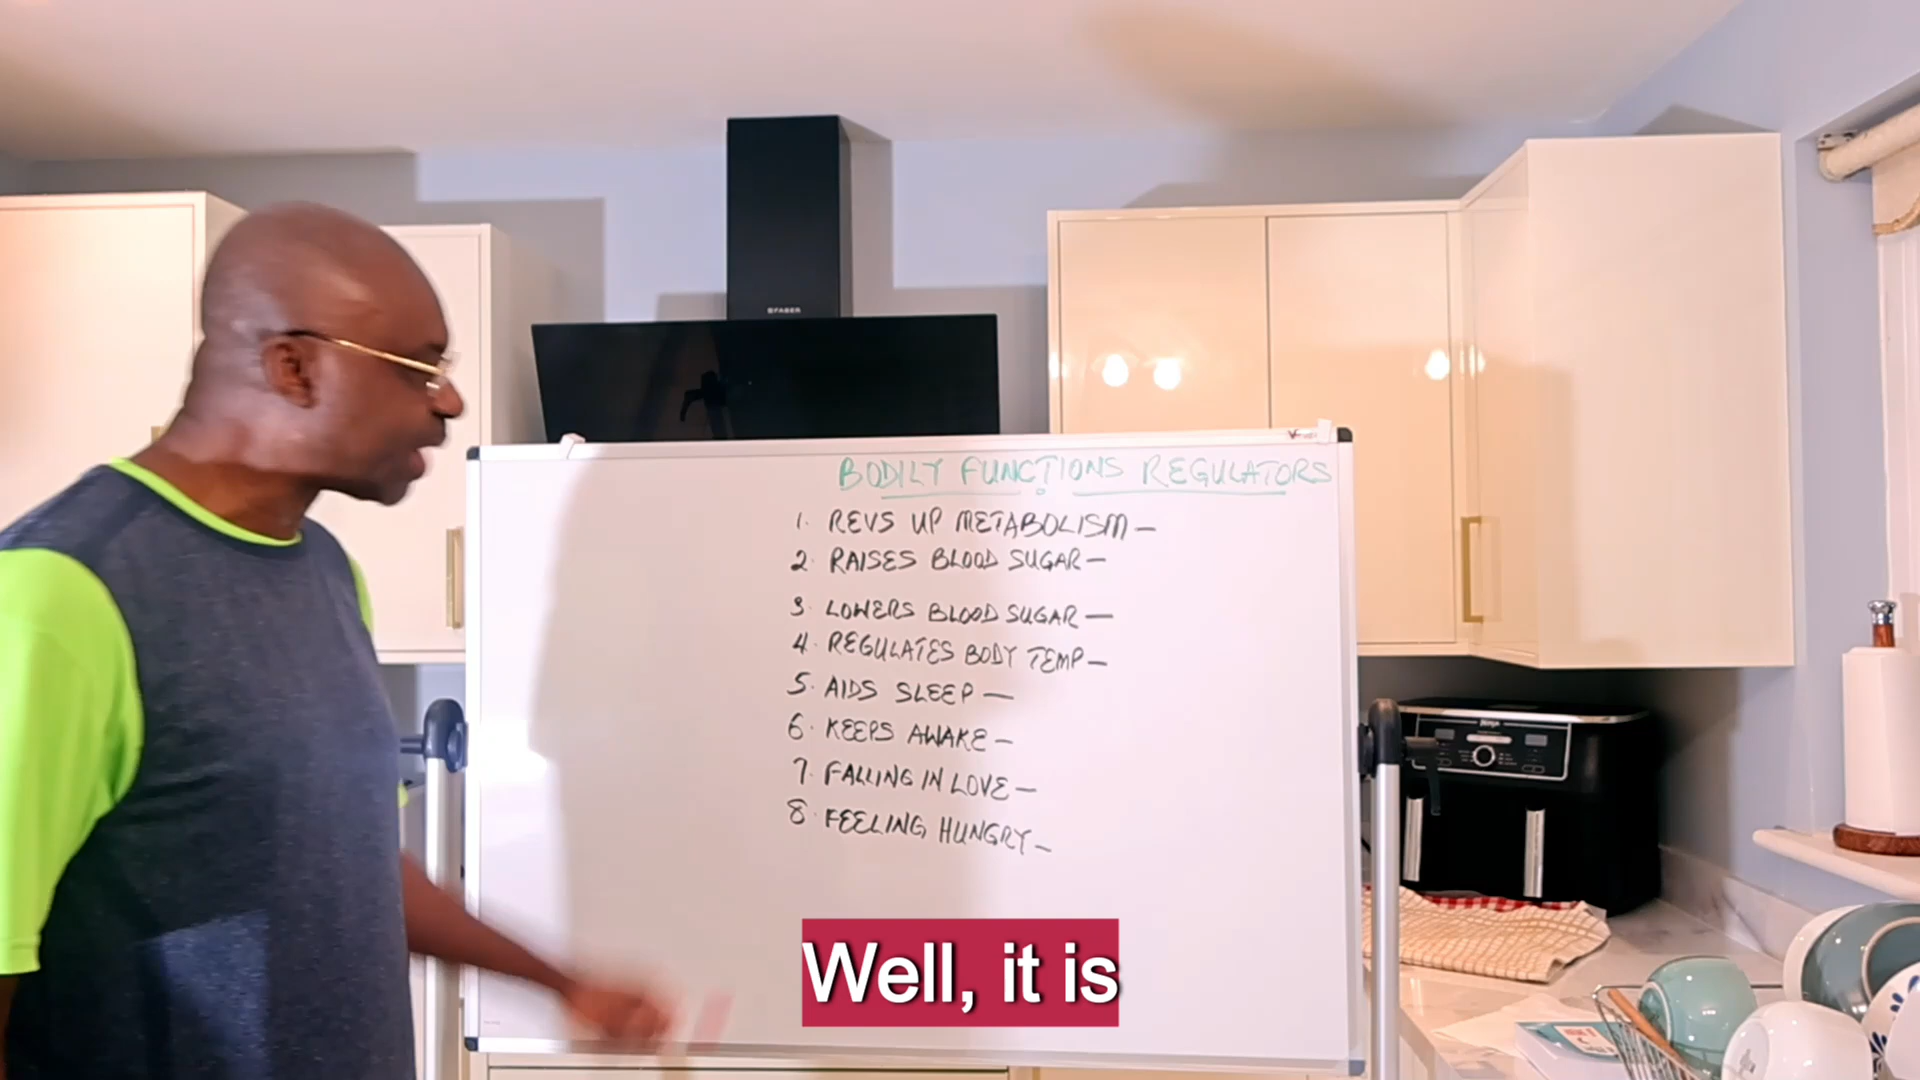 FABER
BODILY FUNCTIONS REGULATORS
1. REVS UP METABOLISM —
2. RAISES BLOOD SUGAR —
3. LOWERS BLOOD SUGAR —
4. REGULATES BODY TEMP —
5. AIDS SLEEP —
6. KEEPS AWAKE —
7. FALLING IN LOVE —
8. FEELING HUNGRY —
Well, it is